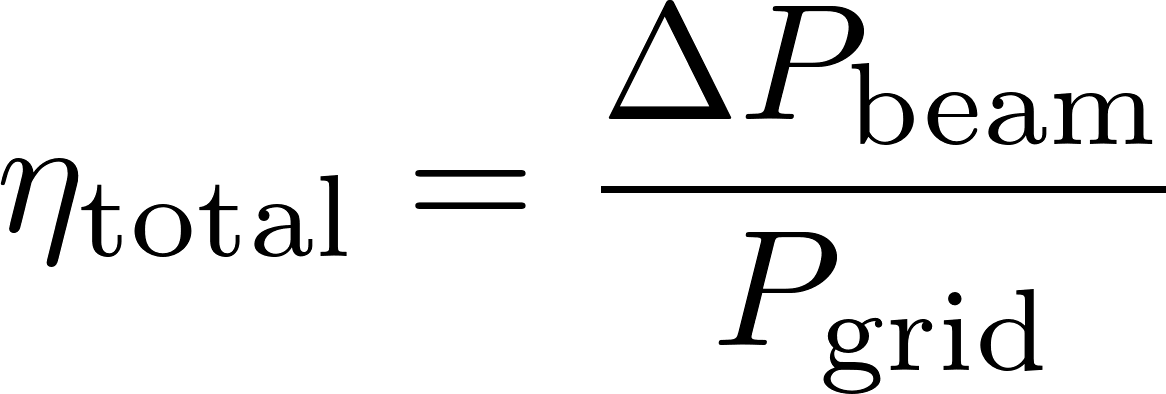 η_total = ΔP_beam / P_grid